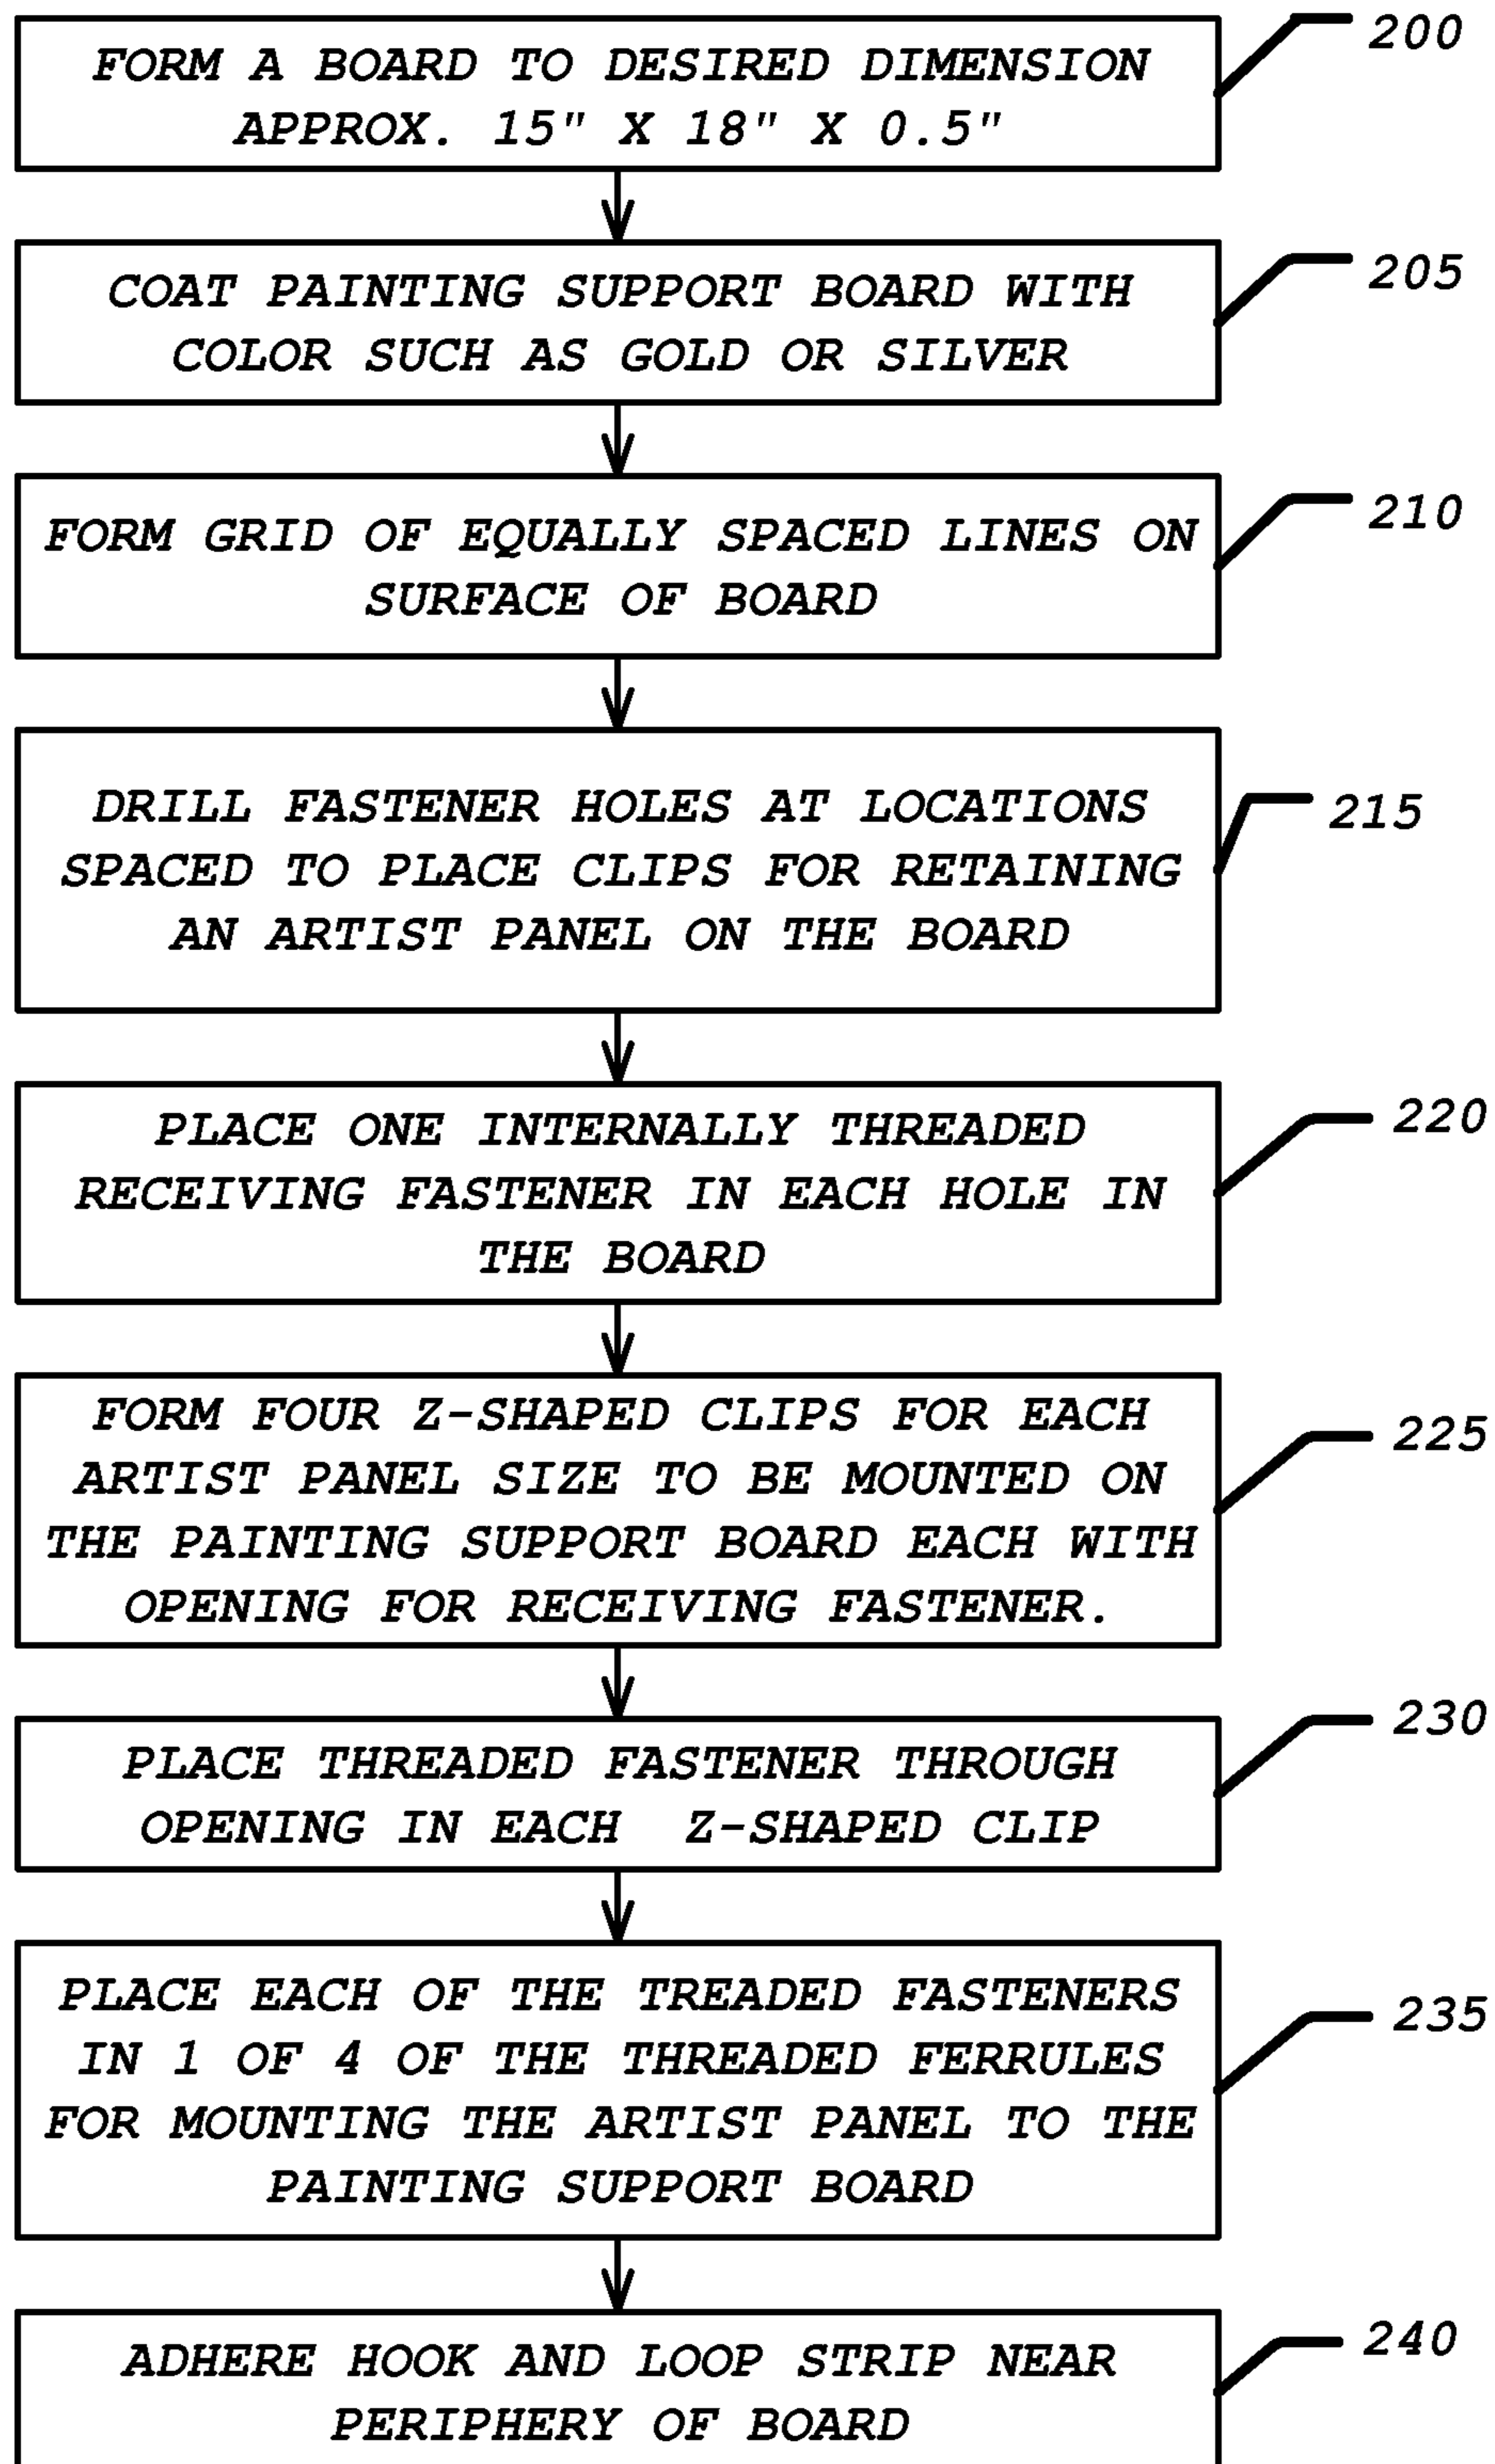 FORM A BOARD TO DESIRED DIMENSION
APPROX. 15" X 18" X 0.5"
200
COAT PAINTING SUPPORT BOARD WITH
COLOR SUCH AS GOLD OR SILVER
205
FORM GRID OF EQUALLY SPACED LINES ON
SURFACE OF BOARD
210
DRILL FASTENER HOLES AT LOCATIONS
SPACED TO PLACE CLIPS FOR RETAINING
AN ARTIST PANEL ON THE BOARD
215
PLACE ONE INTERNALLY THREADED
RECEIVING FASTENER IN EACH HOLE IN
THE BOARD
220
FORM FOUR Z-SHAPED CLIPS FOR EACH
ARTIST PANEL SIZE TO BE MOUNTED ON
THE PAINTING SUPPORT BOARD EACH WITH
OPENING FOR RECEIVING FASTENER.
225
PLACE THREADED FASTENER THROUGH
OPENING IN EACH  Z-SHAPED CLIP
230
PLACE EACH OF THE TREADED FASTENERS
IN 1 OF 4 OF THE THREADED FERRULES
FOR MOUNTING THE ARTIST PANEL TO THE
PAINTING SUPPORT BOARD
235
ADHERE HOOK AND LOOP STRIP NEAR
PERIPHERY OF BOARD
240